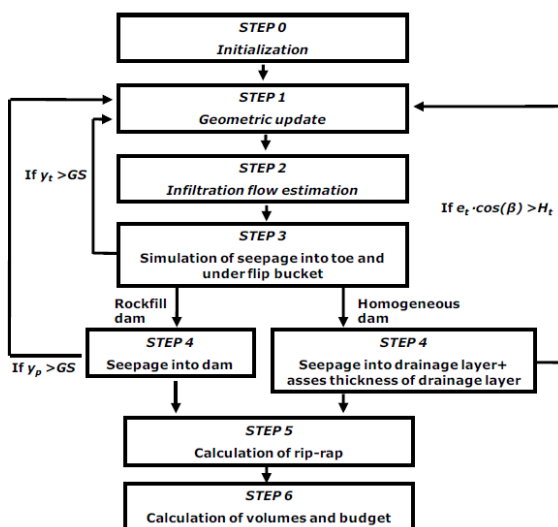 STEP 0
Initialization
STEP 1
Geometric update
If y_t >GS
STEP 2
Infiltration flow estimation
If e_t ·cos(β) >H_t
STEP 3
Simulation of seepage into toe and
under flip bucket
Rockfill
dam
Homogeneous
dam
STEP 4
Seepage into dam
If y_p >GS
STEP 4
Seepage into drainage layer+
asses thickness of drainage layer
STEP 5
Calculation of rip-rap
STEP 6
Calculation of volumes and budget